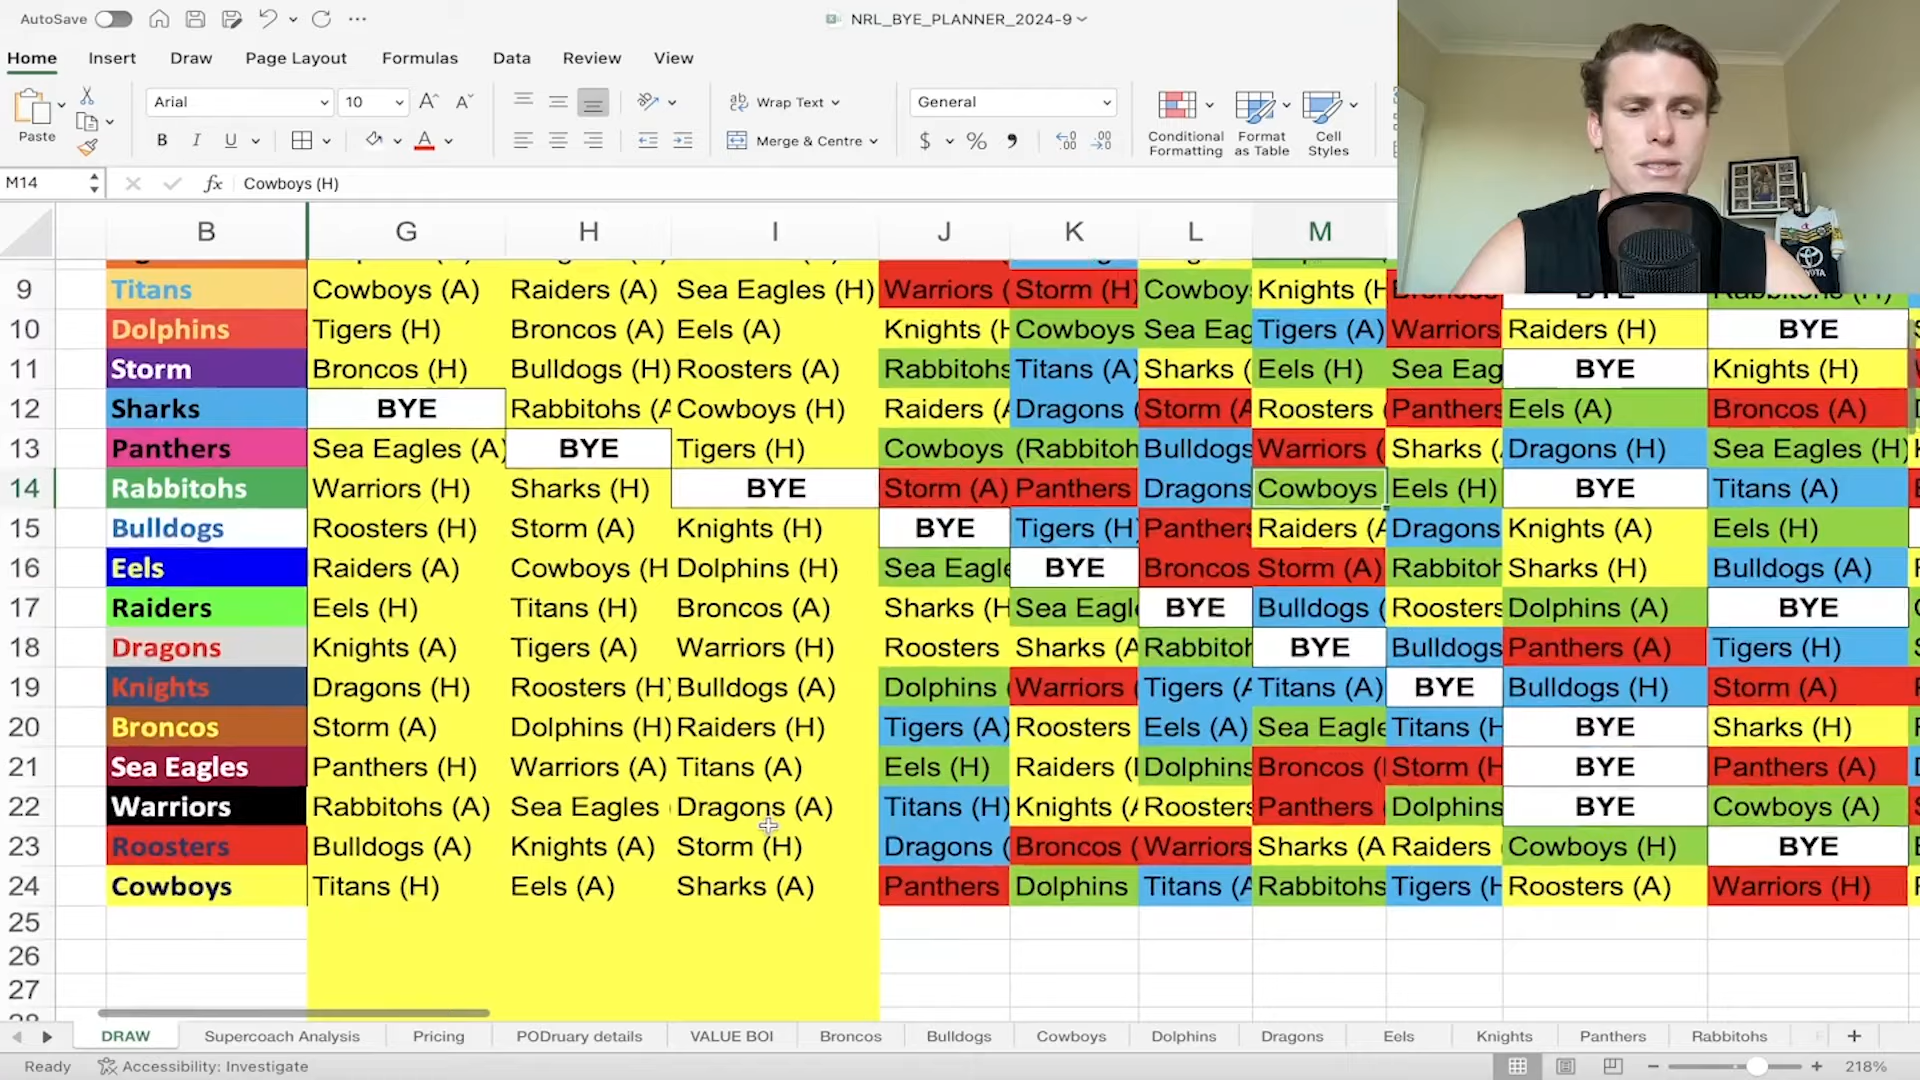 AutoSave
NRL_BYE_PLANNER_2024-9
Home Insert Draw Page Layout Formulas Data Review View
Paste Arial 10 Wrap Text General
B I U Merge & Centre $ % Conditional Formatting Format as Table Cell Styles
M14 fx Cowboys (H)
B G H I J K L M
9 Titans Cowboys (A) Raiders (A) Sea Eagles (H) Warriors ( Storm (H) Cowboy Knights (H BYE
10 Dolphins Tigers (H) Broncos (A) Eels (A) Knights (H Cowboys Sea Eag Tigers (A) Warriors Raiders (H) BYE
11 Storm Broncos (H) Bulldogs (H) Roosters (A) Rabbitohs Titans (A) Sharks ( Eels (H) Sea Eag BYE Knights (H)
12 Sharks BYE Rabbitohs (A Cowboys (H) Raiders (A Dragons ( Storm (A Roosters ( Panthers Eels (A) Broncos (A)
13 Panthers Sea Eagles (A) BYE Tigers (H) Cowboys ( Rabbitoh Bulldogs Warriors ( Sharks ( Dragons (H) Sea Eagles (H)
14 Rabbitohs Warriors (H) Sharks (H) BYE Storm (A) Panthers Dragons Cowboys Eels (H) BYE Titans (A)
15 Bulldogs Roosters (H) Storm (A) Knights (H) BYE Tigers (H) Panther Raiders (A Dragons Knights (A) Eels (H)
16 Eels Raiders (A) Cowboys (H Dolphins (H) Sea Eagle BYE Broncos Storm (A) Rabbitoh Sharks (H) Bulldogs (A)
17 Raiders Eels (H) Titans (H) Broncos (A) Sharks (H Sea Eagl BYE Bulldogs ( Roosters Dolphins (A) BYE
18 Dragons Knights (A) Tigers (A) Warriors (H) Roosters Sharks (A Rabbitoh BYE Bulldogs Panthers (A) Tigers (H)
19 Knights Dragons (H) Roosters (H) Bulldogs (A) Dolphins ( Warriors ( Tigers (A Titans (A) BYE Bulldogs (H) Storm (A)
20 Broncos Storm (A) Dolphins (H) Raiders (H) Tigers (A) Roosters Eels (A) Sea Eagle Titans (H BYE Sharks (H)
21 Sea Eagles Panthers (H) Warriors (A) Titans (A) Eels (H) Raiders ( Dolphins Broncos ( Storm (H BYE Panthers (A)
22 Warriors Rabbitohs (A) Sea Eagles Dragons (A) Titans (H) Knights (A Roosters Panthers Dolphins BYE Cowboys (A)
23 Roosters Bulldogs (A) Knights (A) Storm (H) Dragons ( Broncos ( Warriors Sharks (A Raiders Cowboys (H) BYE
24 Cowboys Titans (H) Eels (A) Sharks (A) Panthers Dolphins Titans (A Rabbitohs Tigers (H Roosters (A) Warriors (H)
25
26
27
DRAW Supercoach Analysis Pricing PODruary details VALUE BOI Broncos Bulldogs Cowboys Dolphins Dragons Eels Knights Panthers Rabbitohs
Ready Accessibility: Investigate 218%